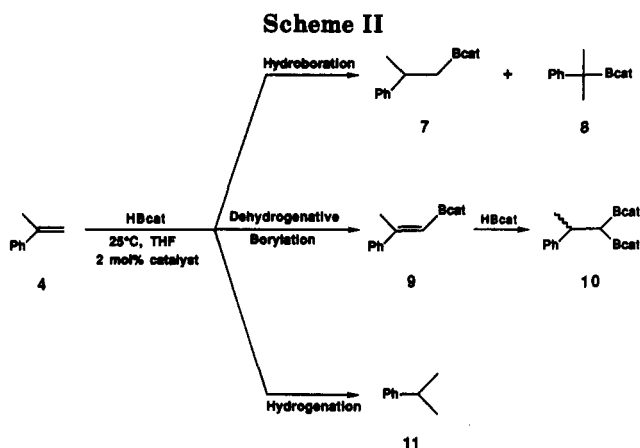 Scheme II
Bcat
Hydroboration
Ph
+
Ph
Bcat
7
8
HBcat
25°C, THF
2 mol% catalyst
Ph
4
Dehydrogenative
Borylation
Bcat
Ph
9
HBcat
Bcat
Ph
Bcat
10
Hydrogenation
Ph
11